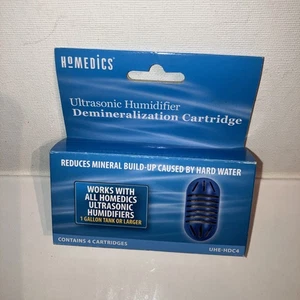 HOMEDICS
Ultrasonic Humidifier
Demineralization Cartridge
REDUCES MINERAL BUILD-UP CAUSED BY HARD WATER
WORKS WITH
ALL HOMEDICS
ULTRASONIC
HUMIDIFIERS
1 GALLON TANK OR LARGER
CONTAINS 4 CARTRIDGES
UHE-HDC4